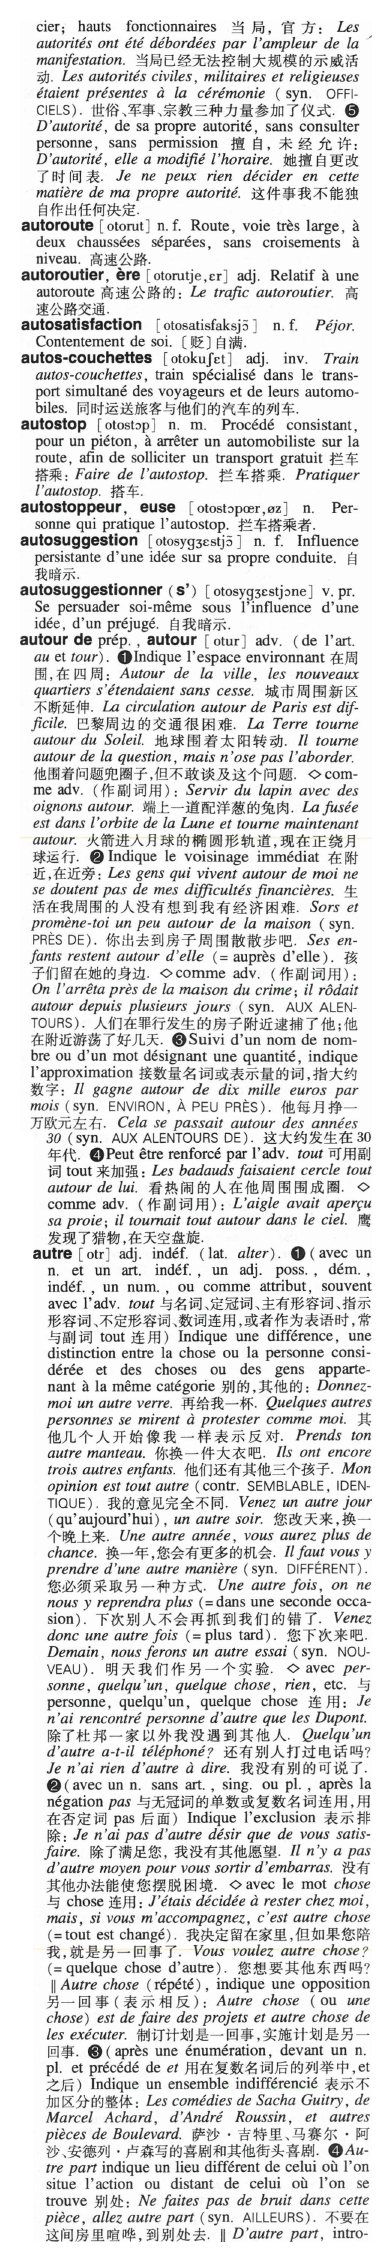 cier; hauts fonctionnaires 当局,官方: Les
autorités ont été débordées par l'ampleur de la
manifestation. 当局已经无法控制大规模的示威活
动. Les autorités civiles, militaires et religieuses
étaient présentes à la cérémonie (syn. OFFI-
CIELS). 世俗、军事、宗教三种力量参加了仪式. ❺
D'autorité, de sa propre autorité, sans consulter
personne, sans permission 擅自,未经允许:
D'autorité, elle a modifié l'horaire. 她擅自更改
了时间表. Je ne peux rien décider en cette
matière de ma propre autorité. 这件事我不能独
自作出任何决定.
autoroute [otorut] n. f. Route, voie très large, à
deux chaussées séparées, sans croisements à
niveau. 高速公路.
autoroutier, ère [otorutje,ɛr] adj. Relatif à une
autoroute 高速公路的: Le trafic autoroutier. 高
速公路交通.
autosatisfaction [otosatisfaksjɔ̃] n. f. Péjor.
Contentement de soi. [贬]自满.
autos-couchettes [otokuʃɛt] adj. inv. Train
autos-couchettes, train spécialisé dans le trans-
port simultané des voyageurs et de leurs automo-
biles. 同时运送旅客与他们的汽车的列车.
autostop [otostɔp] n. m. Procédé consistant,
pour un piéton, à arrêter un automobiliste sur la
route, afin de solliciter un transport gratuit 拦车
搭乘: Faire de l'autostop. 拦车搭乘. Pratiquer
l'autostop. 搭车.
autostoppeur, euse [otostɔpœr,øz] n. Per-
sonne qui pratique l'autostop. 拦车搭乘者.
autosuggestion [otosyɡʒɛstjɔ̃] n. f. Influence
persistante d'une idée sur sa propre conduite. 自
我暗示.
autosuggestionner (s') [otosyɡʒɛstjɔne] v. pr.
Se persuader soi-même sous l'influence d'une
idée, d'un préjugé. 自我暗示.
autour de prép., autour [otur] adv. (de l'art.
au et tour). ❶Indique l'espace environnant 在周
围,在四周: Autour de la ville, les nouveaux
quartiers s'étendaient sans cesse. 城市周围新区
不断延伸. La circulation autour de Paris est dif-
ficile. 巴黎周边的交通很困难. La Terre tourne
autour du Soleil. 地球围着太阳转动. Il tourne
autour de la question, mais n'ose pas l'aborder.
他围着问题兜圈子,但不敢谈及这个问题. ◇com-
me adv. (作副词用): Servir du lapin avec des
oignons autour. 端上一道配洋葱的兔肉. La fusée
est dans l'orbite de la Lune et tourne maintenant
autour. 火箭进入月球的椭圆形轨道,现在正绕月
球运行. ❷Indique le voisinage immédiat 在附
近,在近旁: Les gens qui vivent autour de moi ne
se doutent pas de mes difficultés financières. 生
活在我周围的人没有想到我有经济困难. Sors et
promène-toi un peu autour de la maison (syn.
PRÈS DE). 你出去到房子周围散散步吧. Ses en-
fants restent autour d'elle (= auprès d'elle). 孩
子们留在她的身边. ◇comme adv. (作副词用):
On l'arrêta près de la maison du crime; il rôdait
autour depuis plusieurs jours (syn. AUX ALEN-
TOURS). 人们在罪行发生的房子附近逮捕了他;他
在附近游荡了好几天. ❸Suivi d'un nom de nom-
bre ou d'un mot désignant une quantité, indique
l'approximation 接数量名词或表示量的词,指大约
数字: Il gagne autour de dix mille euros par
mois (syn. ENVIRON, À PEU PRÈS). 他每月挣一
万欧元左右. Cela se passait autour des années
30 (syn. AUX ALENTOURS DE). 这大约发生在30
年代. ❹Peut être renforcé par l'adv. tout 可用副
词tout来加强: Les badauds faisaient cercle tout
autour de lui. 看热闹的人在他周围围成圈. ◇
comme adv. (作副词用): L'aigle avait aperçu
sa proie; il tournait tout autour dans le ciel. 鹰
发现了猎物,在天空盘旋.
autre [otr] adj. indéf. (lat. alter). ❶(avec un
n. et un art. indéf., un adj. poss., dém.,
indéf., un num., ou comme attribut, souvent
avec l'adv. tout 与名词、定冠词、主有形容词、指示
形容词、不定形容词、数词连用,或者作为表语时,常
与副词 tout 连用) Indique une différence, une
distinction entre la chose ou la personne consi-
dérée et des choses ou des gens apparte-
nant à la même catégorie 别的,其他的: Donnez-
moi un autre verre. 再给我一杯. Quelques autres
personnes se mirent à protester comme moi. 其
他几个人开始像我一样表示反对. Prends ton
autre manteau. 你换一件大衣吧. Ils ont encore
trois autres enfants. 他们还有其他三个孩子. Mon
opinion est tout autre (contr. SEMBLABLE, IDEN-
TIQUE). 我的意见完全不同. Venez un autre jour
(qu'aujourd'hui), un autre soir. 您改天来,换一
个晚上来. Une autre année, vous aurez plus de
chance. 换一年,您会有更多的机会. Il faut vous y
prendre d'une autre manière (syn. DIFFÉRENT).
您必须采取另一种方式. Une autre fois, on ne
nous y reprendra plus (=dans une seconde occa-
sion). 下次别人不会再抓到我们的错了. Venez
donc une autre fois (=plus tard). 您下次来吧.
Demain, nous ferons un autre essai (syn. NOU-
VEAU). 明天我们作另一个实验. ◇ avec per-
sonne, quelqu'un, quelque chose, rien, etc. 与
personne, quelqu'un, quelque chose 连用: Je
n'ai rencontré personne d'autre que les Dupont.
除了杜邦一家以外我没遇到其他人. Quelqu'un
d'autre a-t-il téléphoné? 还有别人打过电话吗?
Je n'ai rien d'autre à dire. 我没有别的可说了.
❷(avec un n. sans art., sing. ou pl., après la
négation pas 与无冠词的单数或复数名词连用,用
在否定词 pas 后面) Indique l'exclusion 表示排
除: Je n'ai pas d'autre désir que de vous satis-
faire. 除了满足您,我没有其他愿望. Il n'y a pas
d'autre moyen pour vous sortir d'embarras. 没有
其他办法能使您摆脱困境. ◇avec le mot chose
与 chose 连用: J'étais décidée à rester chez moi,
mais, si vous m'accompagnez, c'est autre chose
(=tout est changé). 我决定留在家里,但如果您陪
我,就是另一回事了. Vous voulez autre chose?
(= quelque chose d'autre). 您想要其他东西吗?
‖ Autre chose (répété), indique une opposition
另一回事(表示相反): Autre chose (ou une
chose) est de faire des projets et autre chose de
les exécuter. 制订计划是一回事,实施计划是另一
回事. ❸(après une énumération, devant un n.
pl. et précédé de et 用在复数名词后的列举中,et
之后) Indique un ensemble indifférencié 表示不
加区分的整体: Les comédies de Sacha Guitry, de
Marcel Achard, d'André Roussin, et autres
pièces de Boulevard. 萨沙·吉特里、马赛尔·阿
沙、安德列·卢森写的喜剧和其他街头喜剧. ❹Au-
tre part indique un lieu différent de celui où l'on
situe l'action ou distant de celui où l'on se
trouve 别处: Ne faites pas de bruit dans cette
pièce, allez autre part (syn. AILLEURS). 不要在
这间房里喧哗,到别处去. ‖ D'autre part, intro-